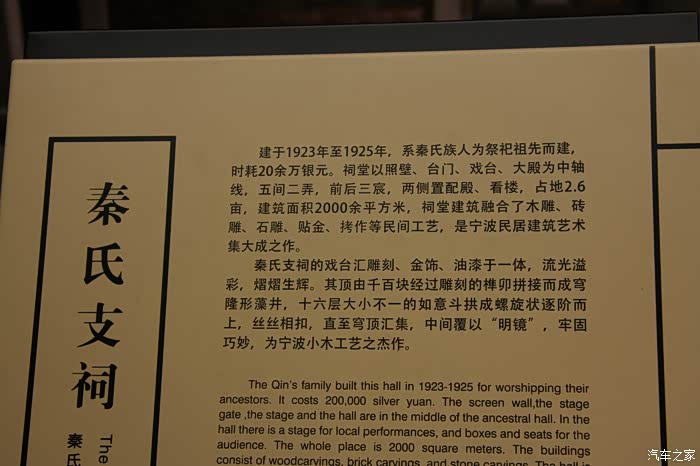 秦氏支祠
秦氏
The
建于1923年至1925年，系秦氏族人为祭祀祖先而建，
时耗20余万银元。祠堂以照壁、台门、戏台、大殿为中轴
线，五间二弄，前后三宸，两侧置配殿、看楼，占地2.6
亩，建筑面积2000余平方米，祠堂建筑融合了木雕、砖
雕、石雕、贴金、拷作等民间工艺，是宁波民居建筑艺术
集大成之作。
秦氏支祠的戏台汇雕刻、金饰、油漆于一体，流光溢
彩，熠熠生辉。其顶由千百块经过雕刻的榫卯拼接而成穹
隆形藻井，十六层大小不一的如意斗拱成螺旋状逐阶而
上，丝丝相扣，直至穹顶汇集，中间覆以“明镜”，牢固
巧妙，为宁波小木工艺之杰作。
The Qin's family built this hall in 1923-1925 for worshipping their
ancestors. It costs 200,000 silver yuan. The screen wall,the stage
gate ,the stage and the hall are in the middle of the ancestral hall. In the
hall there is a stage for local performances, and boxes and seats for the
audience. The whole place is 2000 square meters. The buildings
consist of woodcarvings, brick carvings, and stone carvings. The hall is
汽车之家